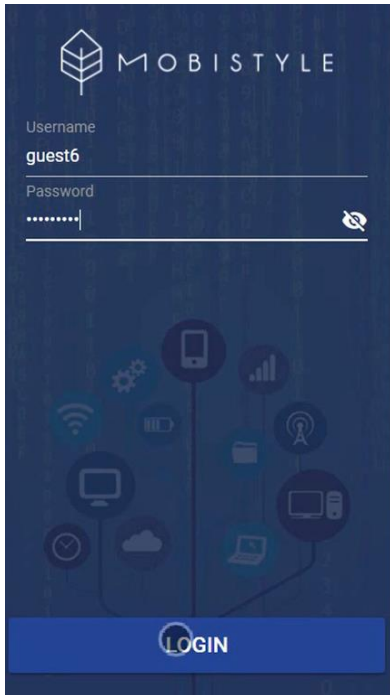 MOBISTYLE
Username
guest6
Password
•••••••••
LOGIN